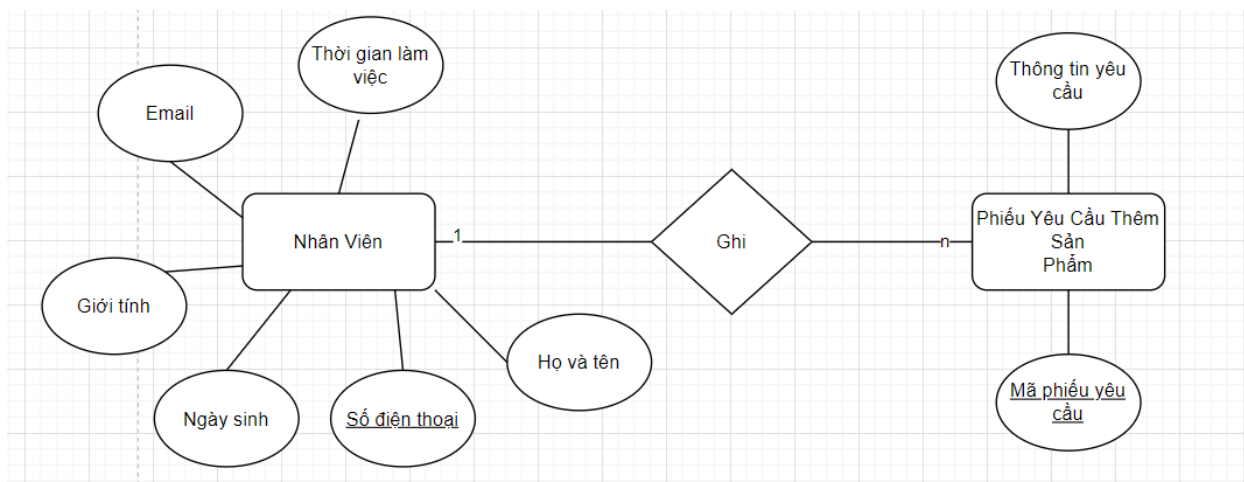 Thời gian làm
việc
Thông tin yêu
cầu
Email
Nhân Viên
1
Ghi
n
Phiếu Yêu Cầu Thêm
Sản
Phẩm
Giới tính
Họ và tên
Ngày sinh
Số điện thoại
Mã phiếu yêu
cầu